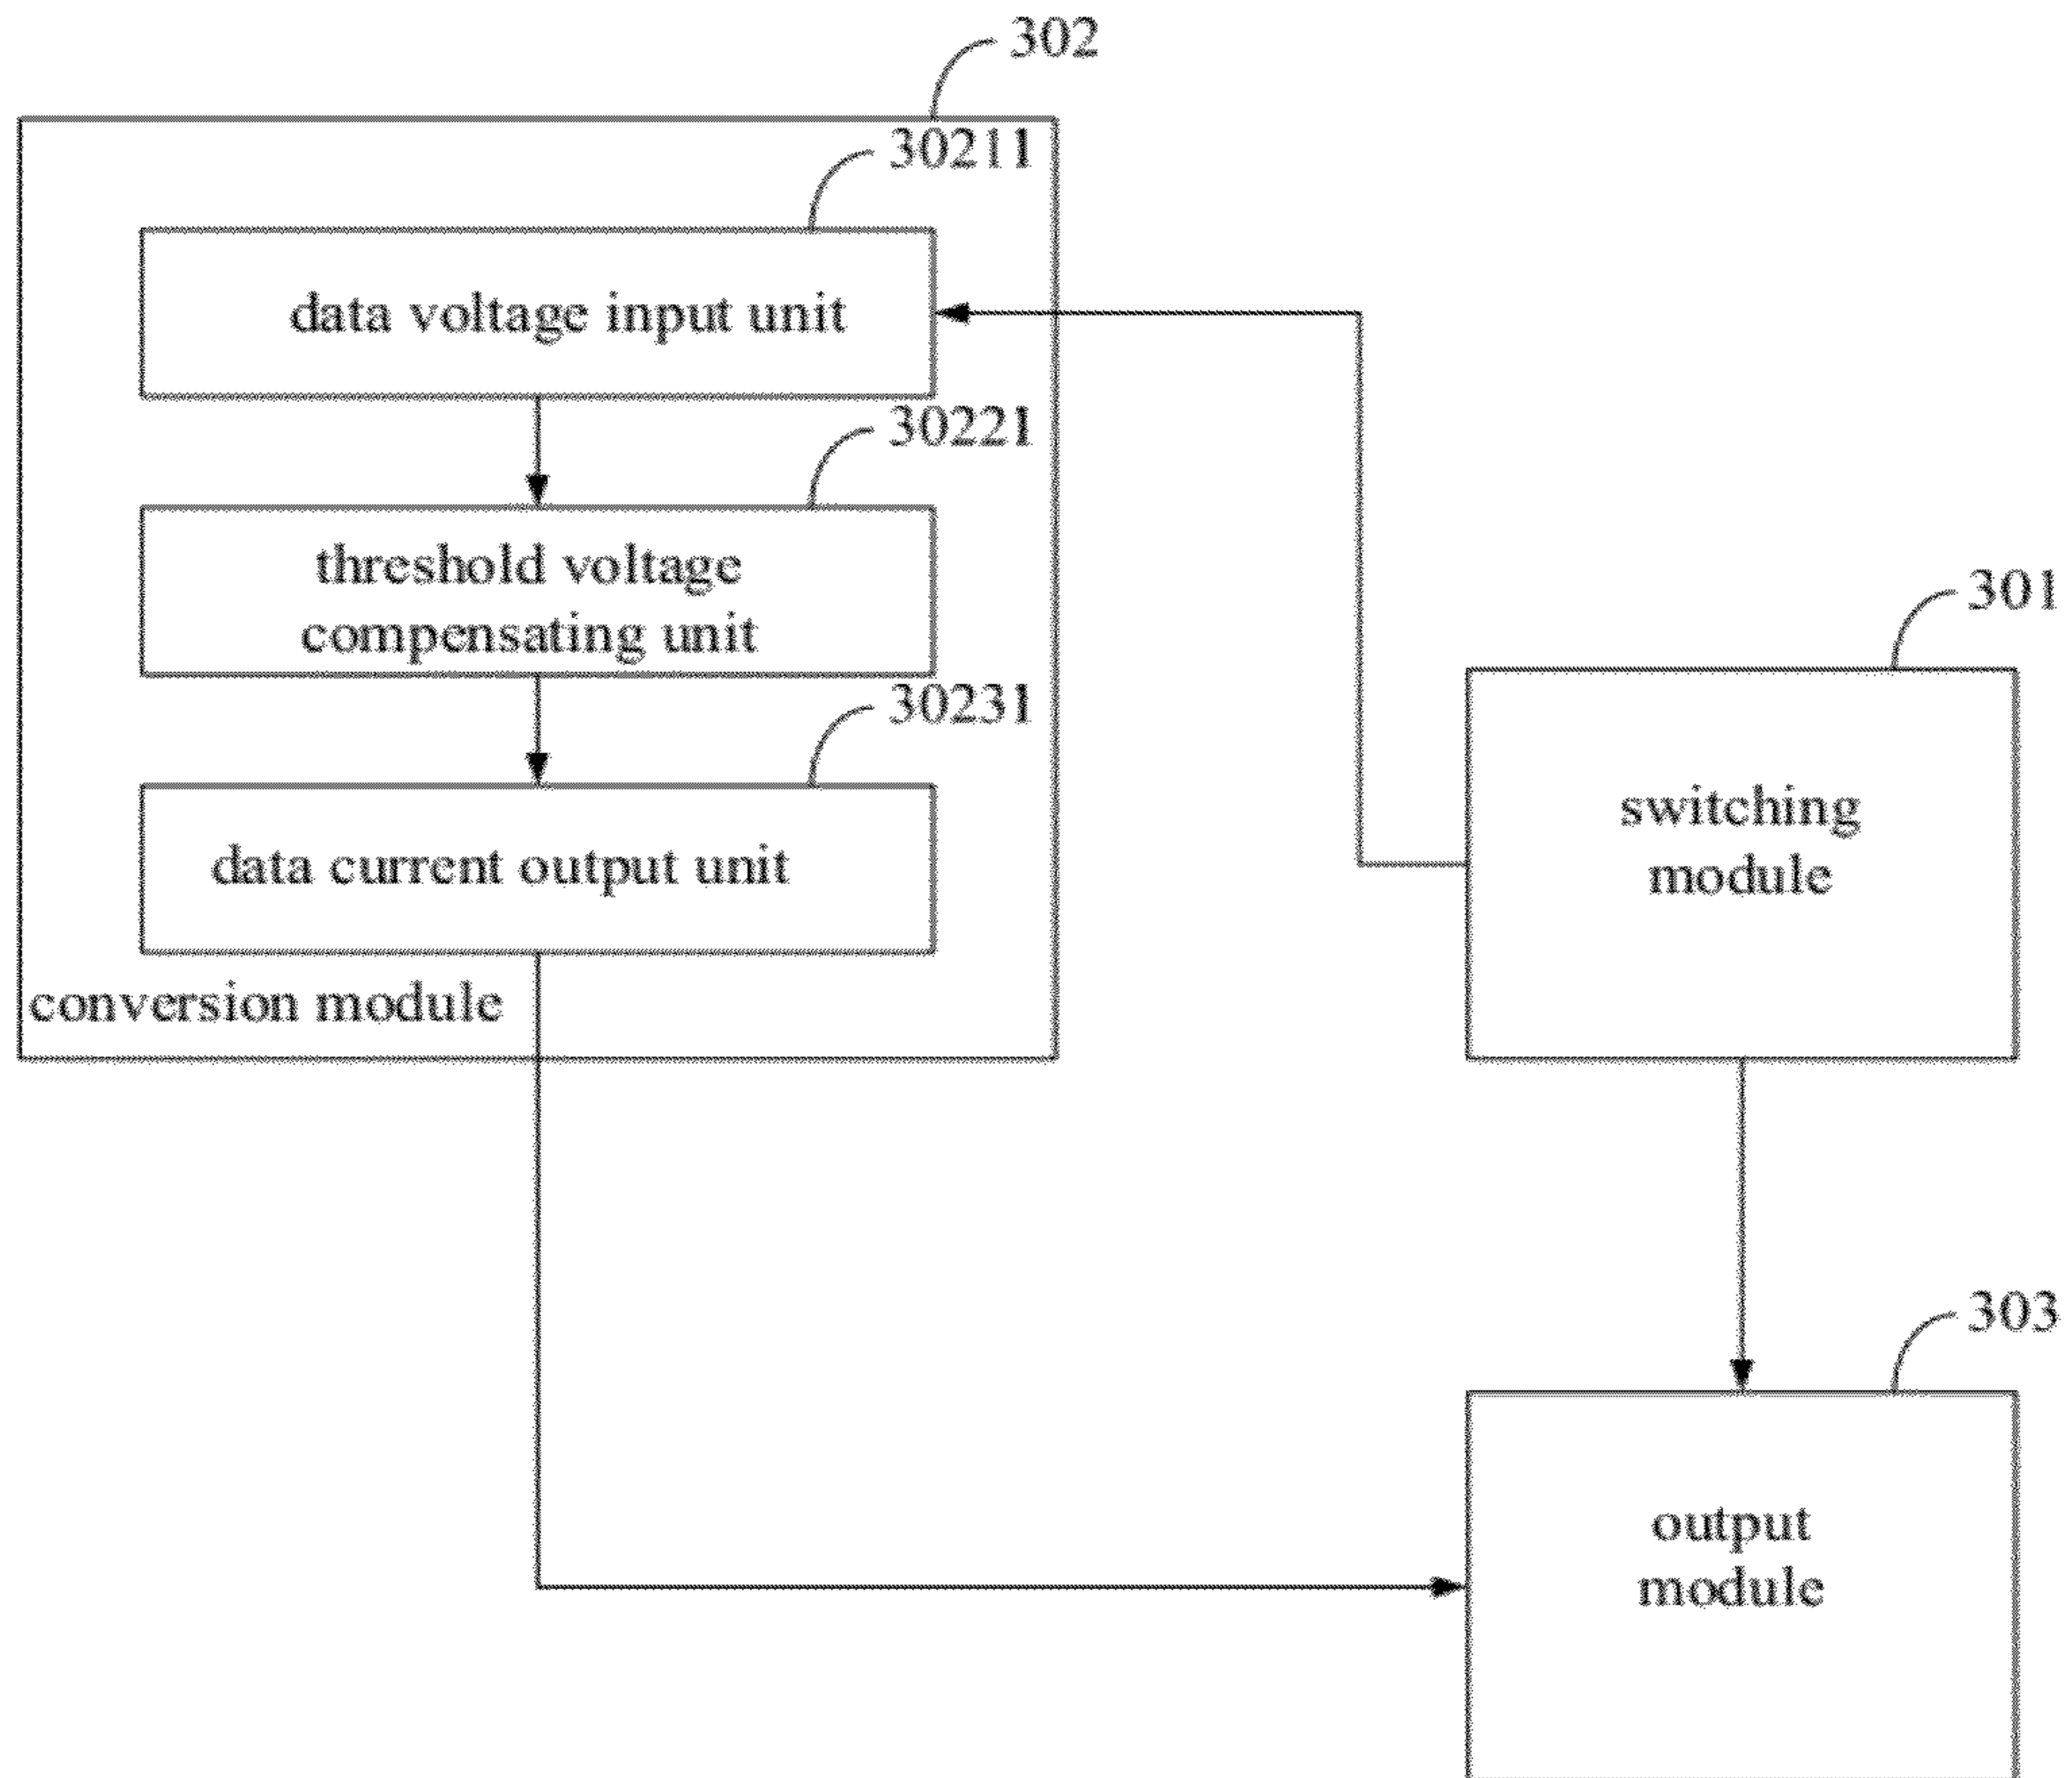 302
30211
data voltage input unit
30221
threshold voltage
compensating unit
30231
data current output unit
conversion module
301
switching
module
303
output
module